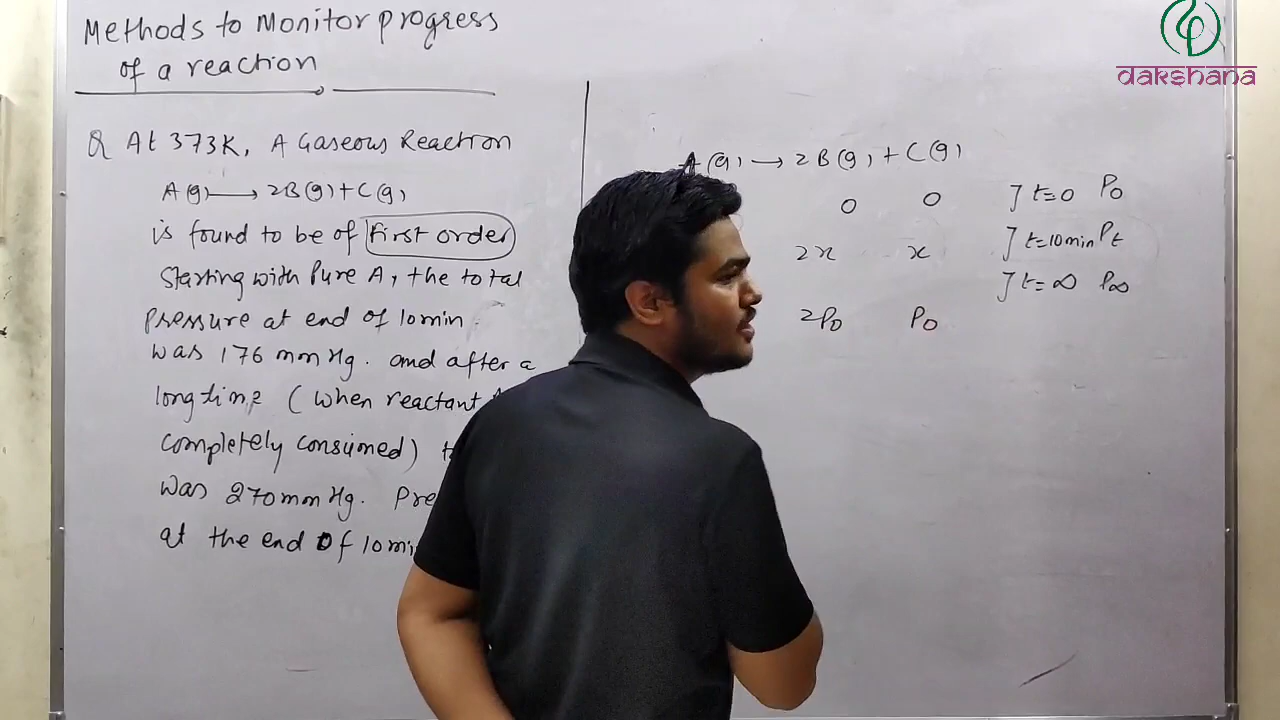 Methods to Monitor progress
of a reaction
Q At 373K, A Gaseous Reaction
A(g) → 2B(g) + C(g)
is found to be of first order
Starting with Pure A, the total
pressure at end of 10 min
was 176 mm Hg. and after a
long time (when reactant
completely consumed)
was 270 mm Hg.
at the end of 10 min
A(g) → 2B(g) + C(g)
0 0 ] t=0 P0
2x x ] t=10min Pt
] t=∞ P∞
2P0 P0
dakshana